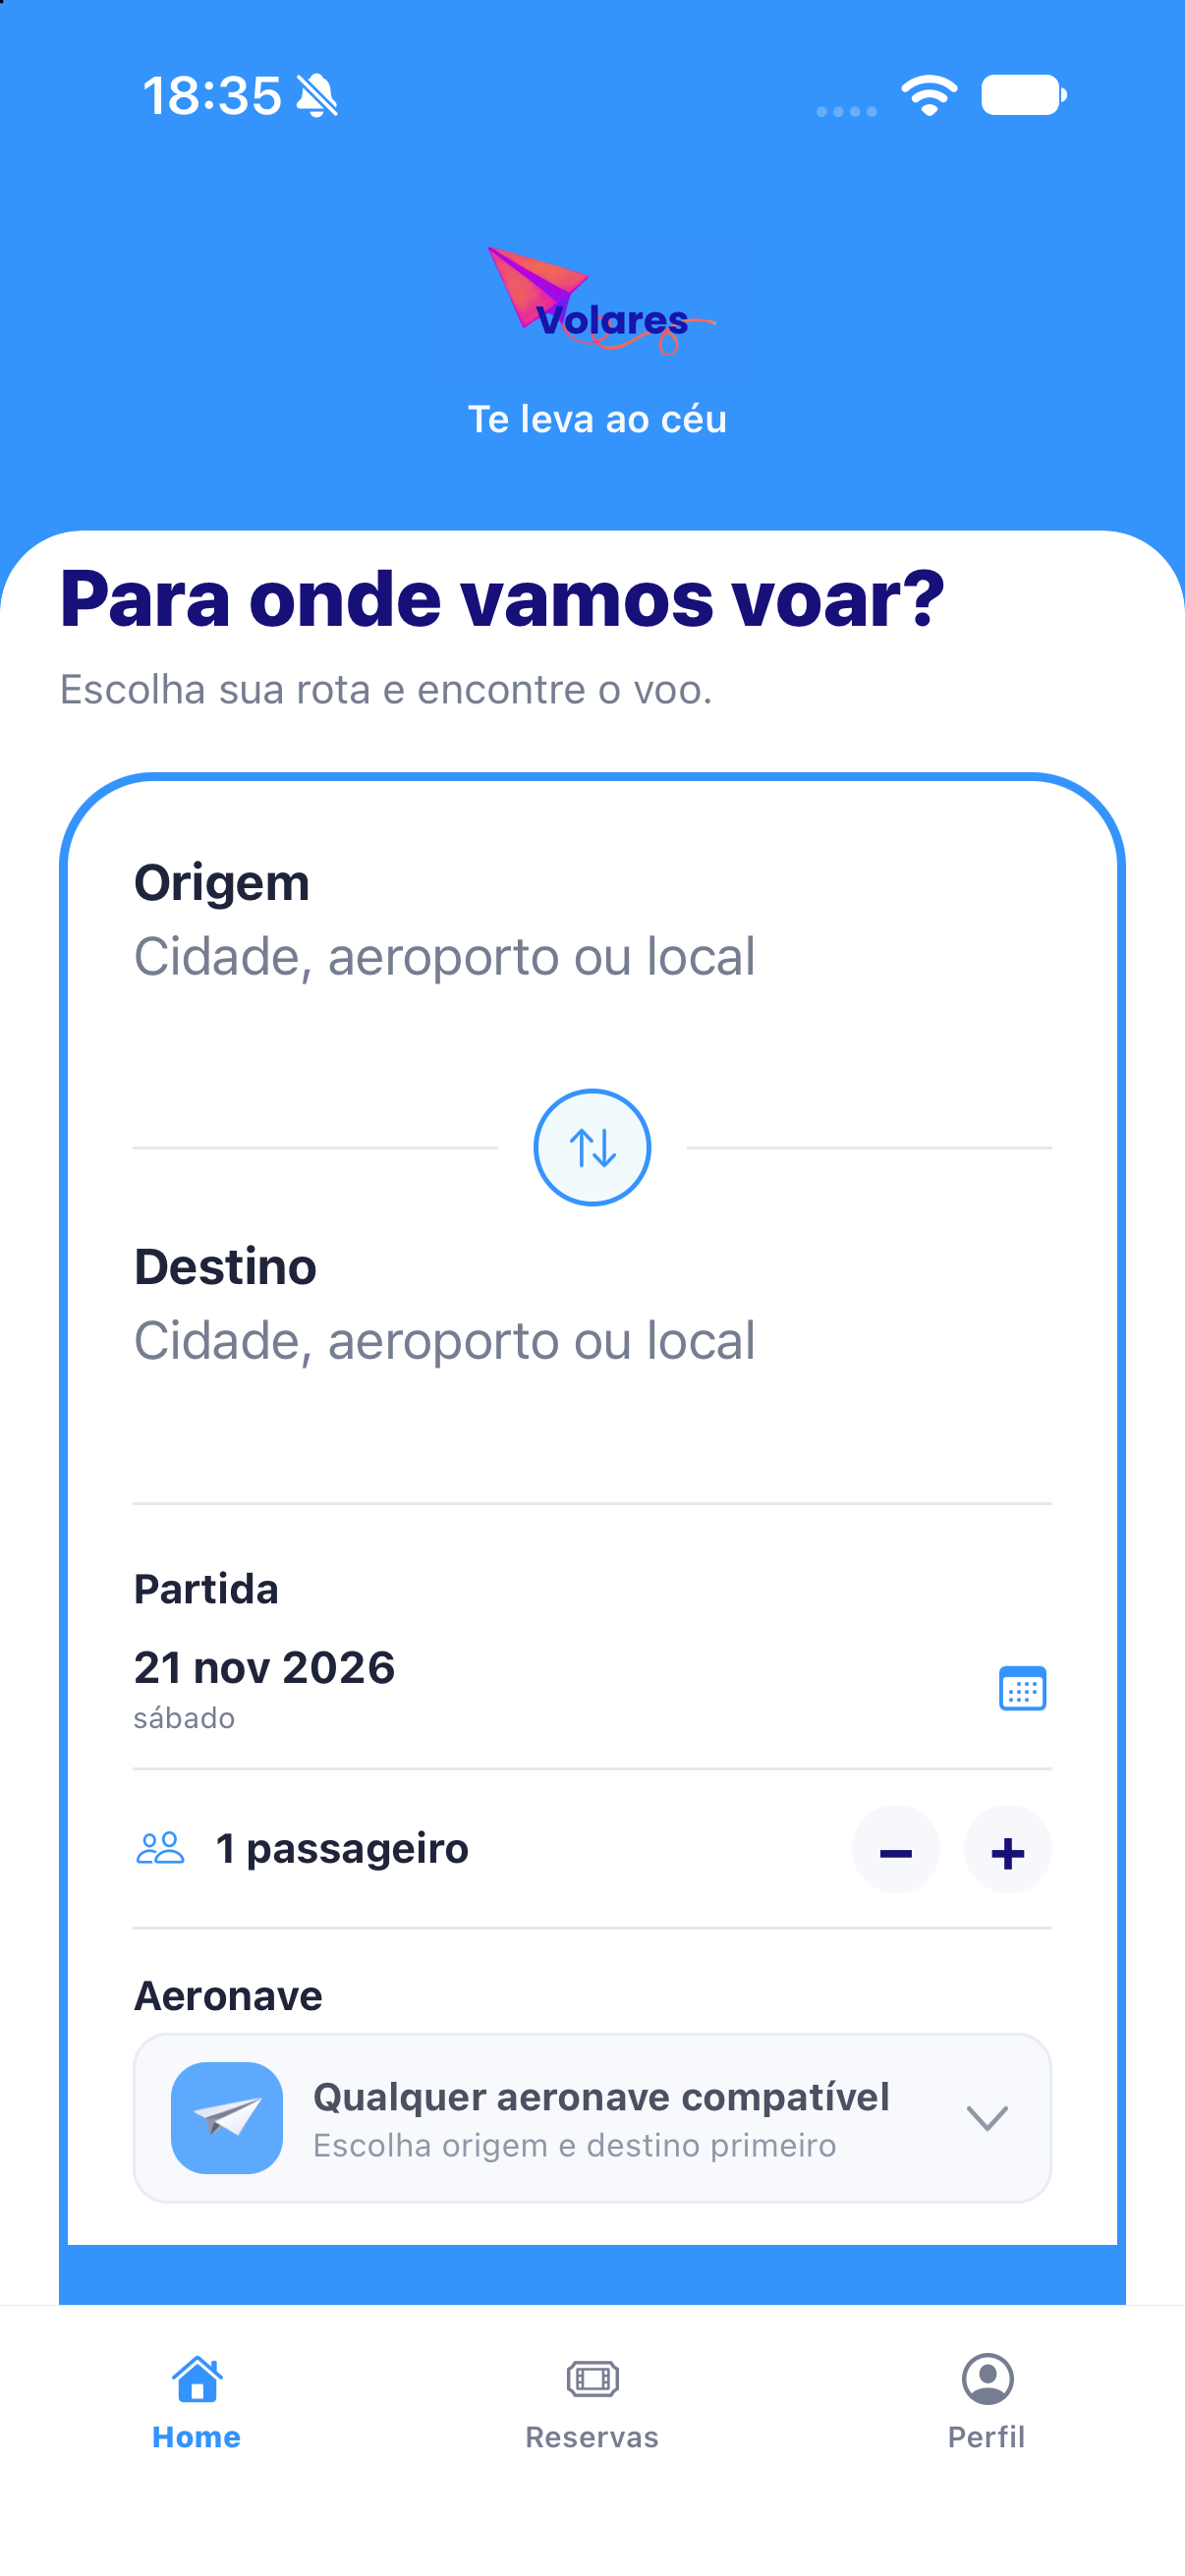 18:35
Volares
Te leva ao céu
Para onde vamos voar?
Escolha sua rota e encontre o voo.
Origem
Cidade, aeroporto ou local
Destino
Cidade, aeroporto ou local
Partida
21 nov 2026
sábado
1 passageiro
− +
Aeronave
Qualquer aeronave compatível
Escolha origem e destino primeiro
Home Reservas Perfil